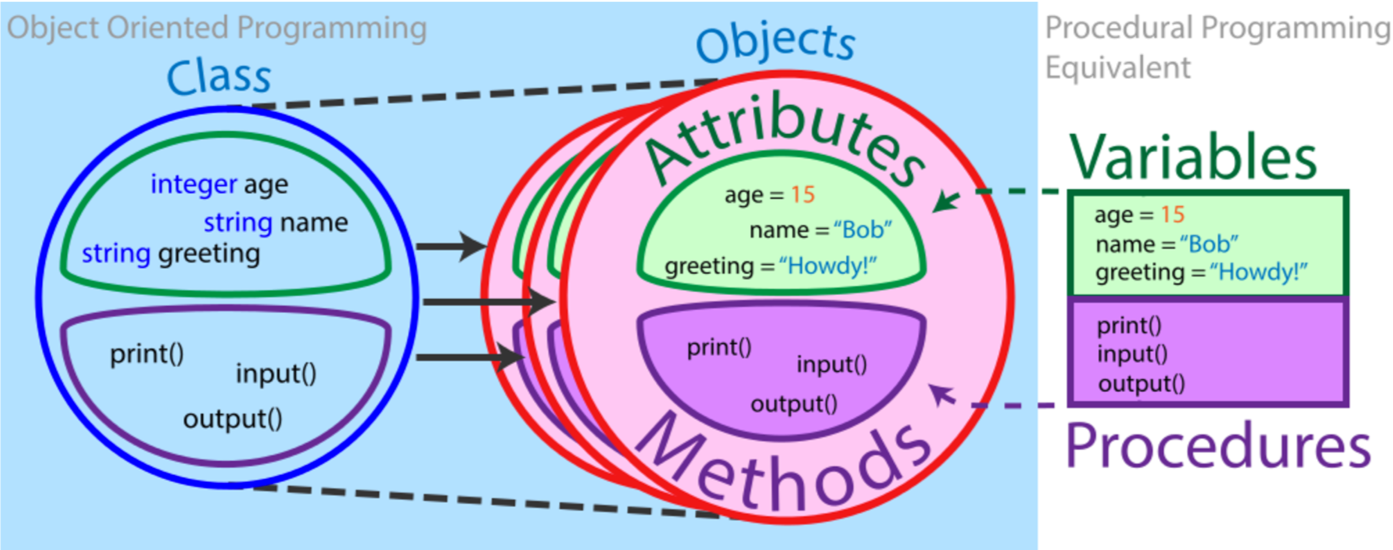 Object Oriented Programming
Class
integer age
string name
string greeting
print()
input()
output()
Objects
Attributes
age = 15
name = “Bob”
greeting = “Howdy!”
print()
input()
output()
Methods
Procedural Programming
Equivalent
Variables
age = 15
name = “Bob”
greeting = “Howdy!”
print()
input()
output()
Procedures